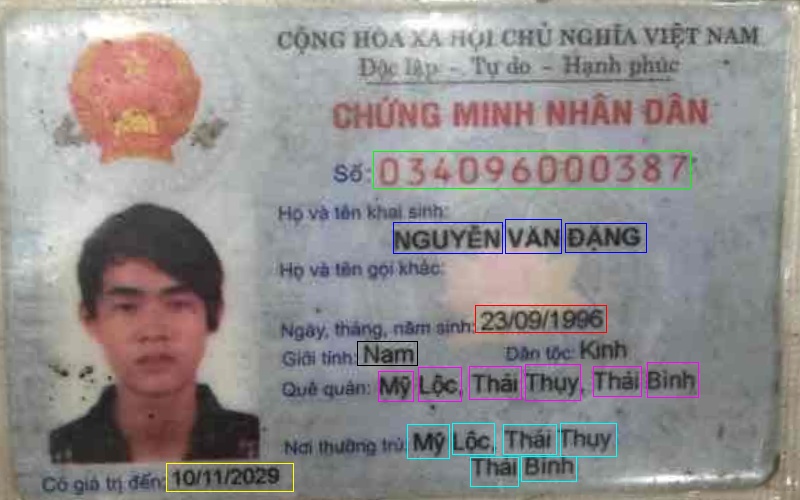 CỘNG HÒA XÃ HỘI CHỦ NGHĨA VIỆT NAM
Độc lập - Tự do - Hạnh phúc
CHỨNG MINH NHÂN DÂN
Số: 034096000387
Họ và tên khai sinh:
NGUYỄN VĂN ĐẶNG
Họ và tên gọi khác:
Ngày, tháng, năm sinh: 23/09/1996
Giới tính: Nam Dân tộc: Kinh
Quê quán: Mỹ Lộc, Thái Thụy, Thái Bình
Nơi thường trú: Mỹ Lộc, Thái Thụy
Thái Bình
Có giá trị đến: 10/11/2029